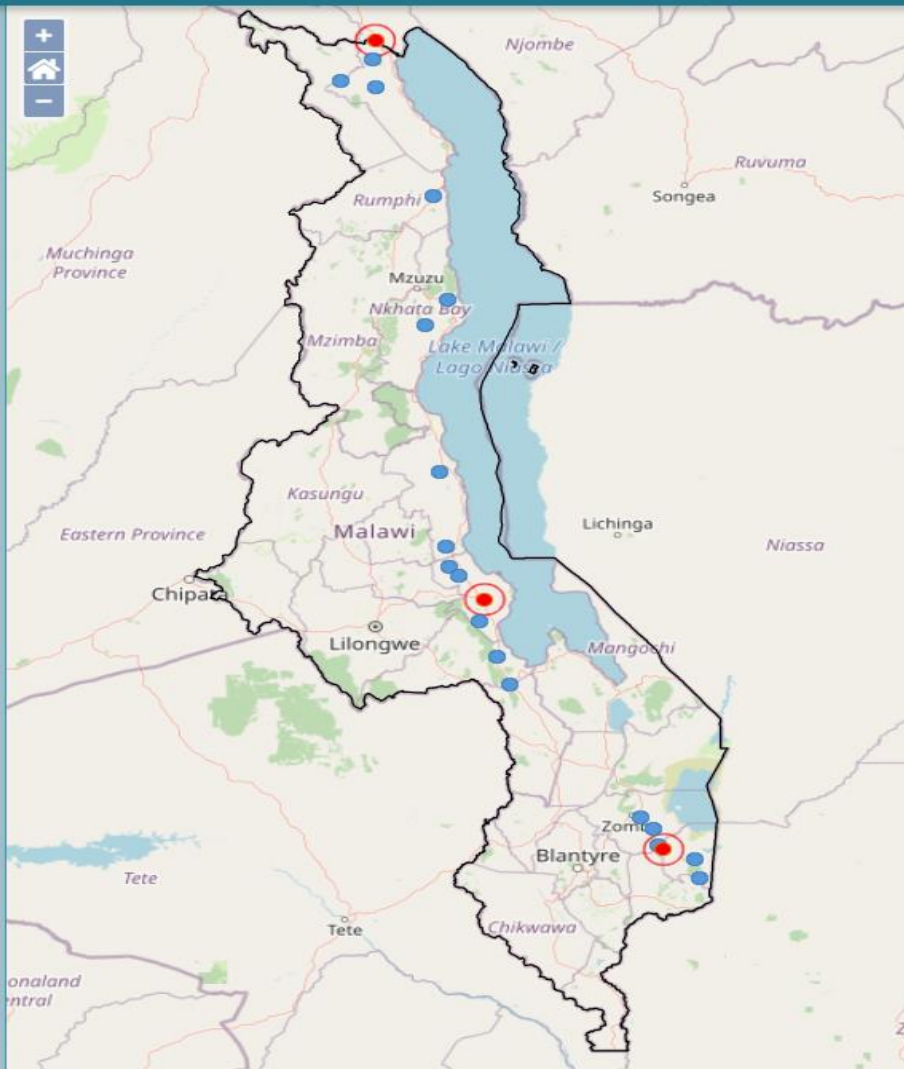 +
−
Njombe
Ruvuma
Songea
Rumphi
Muchinga
Province
Mzuzu
Nkhata Bay
Mzimba
Lake Malawi /
Lago Niassa
Kasungu
Lichinga
Eastern Province
Malawi
Niassa
Chipata
Lilongwe
Mangochi
Zom
Blantyre
Tete
Chikwawa
Tete
onaland
entral